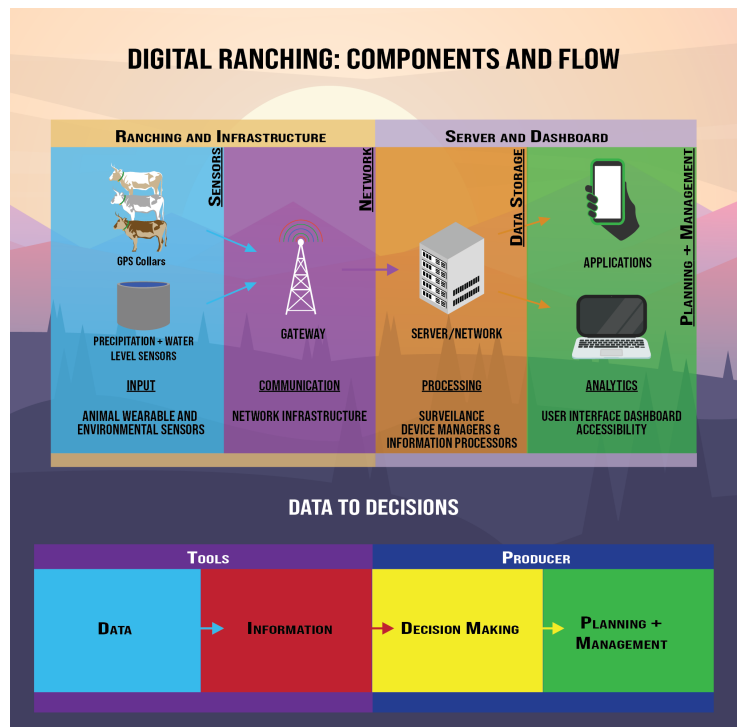 DIGITAL RANCHING: COMPONENTS AND FLOW
RANCHING AND INFRASTRUCTURE
SERVER AND DASHBOARD
SENSORS
GPS Collars
PRECIPITATION + WATER
LEVEL SENSORS
INPUT
ANIMAL WEARABLE AND
ENVIRONMENTAL SENSORS
NETWORK
GATEWAY
COMMUNICATION
NETWORK INFRASTRUCTURE
DATA STORAGE
SERVER/NETWORK
PROCESSING
SURVEILANCE
DEVICE MANAGERS &
INFORMATION PROCESSORS
PLANNING + MANAGEMENT
APPLICATIONS
ANALYTICS
USER INTERFACE DASHBOARD
ACCESSIBILITY
DATA TO DECISIONS
TOOLS
PRODUCER
DATA
INFORMATION
DECISION MAKING
PLANNING +
MANAGEMENT